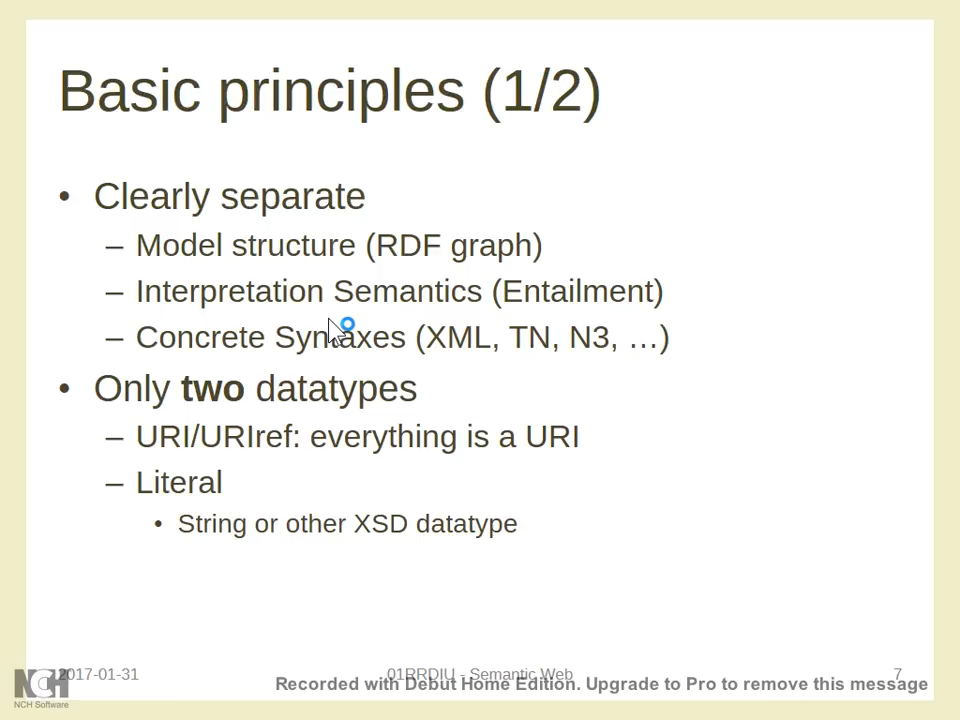 Basic principles (1/2)
• Clearly separate
– Model structure (RDF graph)
– Interpretation Semantics (Entailment)
– Concrete Syntaxes (XML, TN, N3, …)
• Only two datatypes
– URI/URIref: everything is a URI
– Literal
• String or other XSD datatype
2017-01-31
01RRDIU - Semantic Web
7
NCH
NCH Software
Recorded with Debut Home Edition. Upgrade to Pro to remove this message